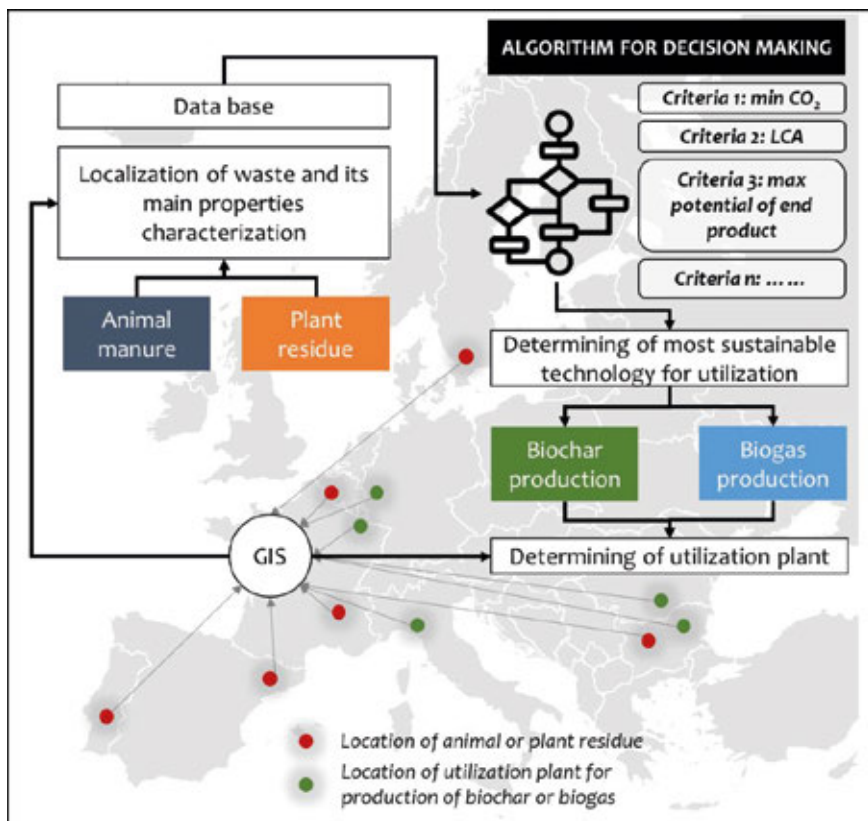 ALGORITHM FOR DECISION MAKING
Data base
Criteria 1: min CO₂
Criteria 2: LCA
Criteria 3: max
potential of end
product
Criteria n: ... ...
Localization of waste and its
main properties
characterization
Animal
manure
Plant
residue
Determining of most sustainable
technology for utilization
Biochar
production
Biogas
production
GIS
Determining of utilization plant
Location of animal or plant residue
Location of utilization plant for
production of biochar or biogas